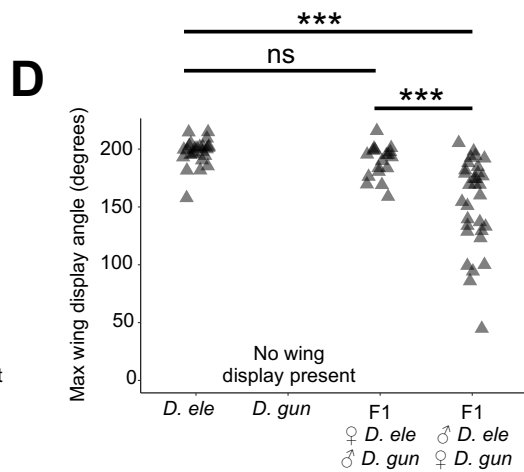 ***
ns
D
***
Max wing display angle (degrees)
200
150
100
50
0
No wing
display present
t
D. ele
D. gun
F1
♀ D. ele
♂ D. gun
F1
♂ D. ele
♀ D. gun